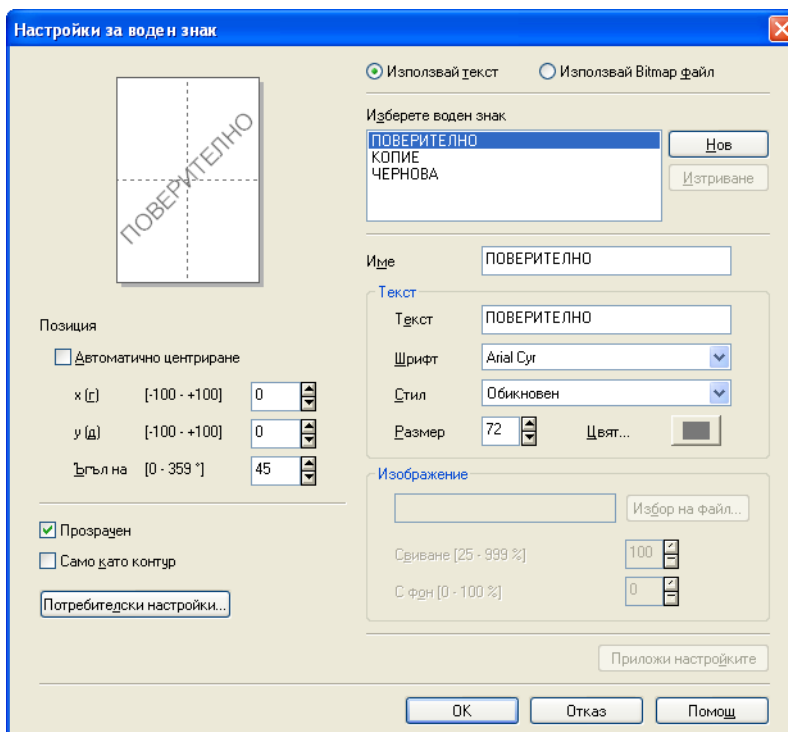 Настройки за воден знак
ПОВЕРИТЕЛНО
Позиция
Автоматично центриране
x (г) [-100 - +100] 0
y (д) [-100 - +100] 0
Ъгъл на [0 - 359 °] 45
Прозрачен
Само като контур
Потребителски настройки...
Използвай текст Използвай Bitmap файл
Изберете воден знак
ПОВЕРИТЕЛНО
КОПИЕ
ЧЕРНОВА
Нов
Изтриване
Име ПОВЕРИТЕЛНО
Текст
Текст ПОВЕРИТЕЛНО
Шрифт Arial Cyr
Стил Обикновен
Размер 72 Цвят...
Изображение
Избор на файл...
Свиване [25 - 999 %] 100
С фон [0 - 100 %] 0
Приложи настройките
OK Отказ Помощ